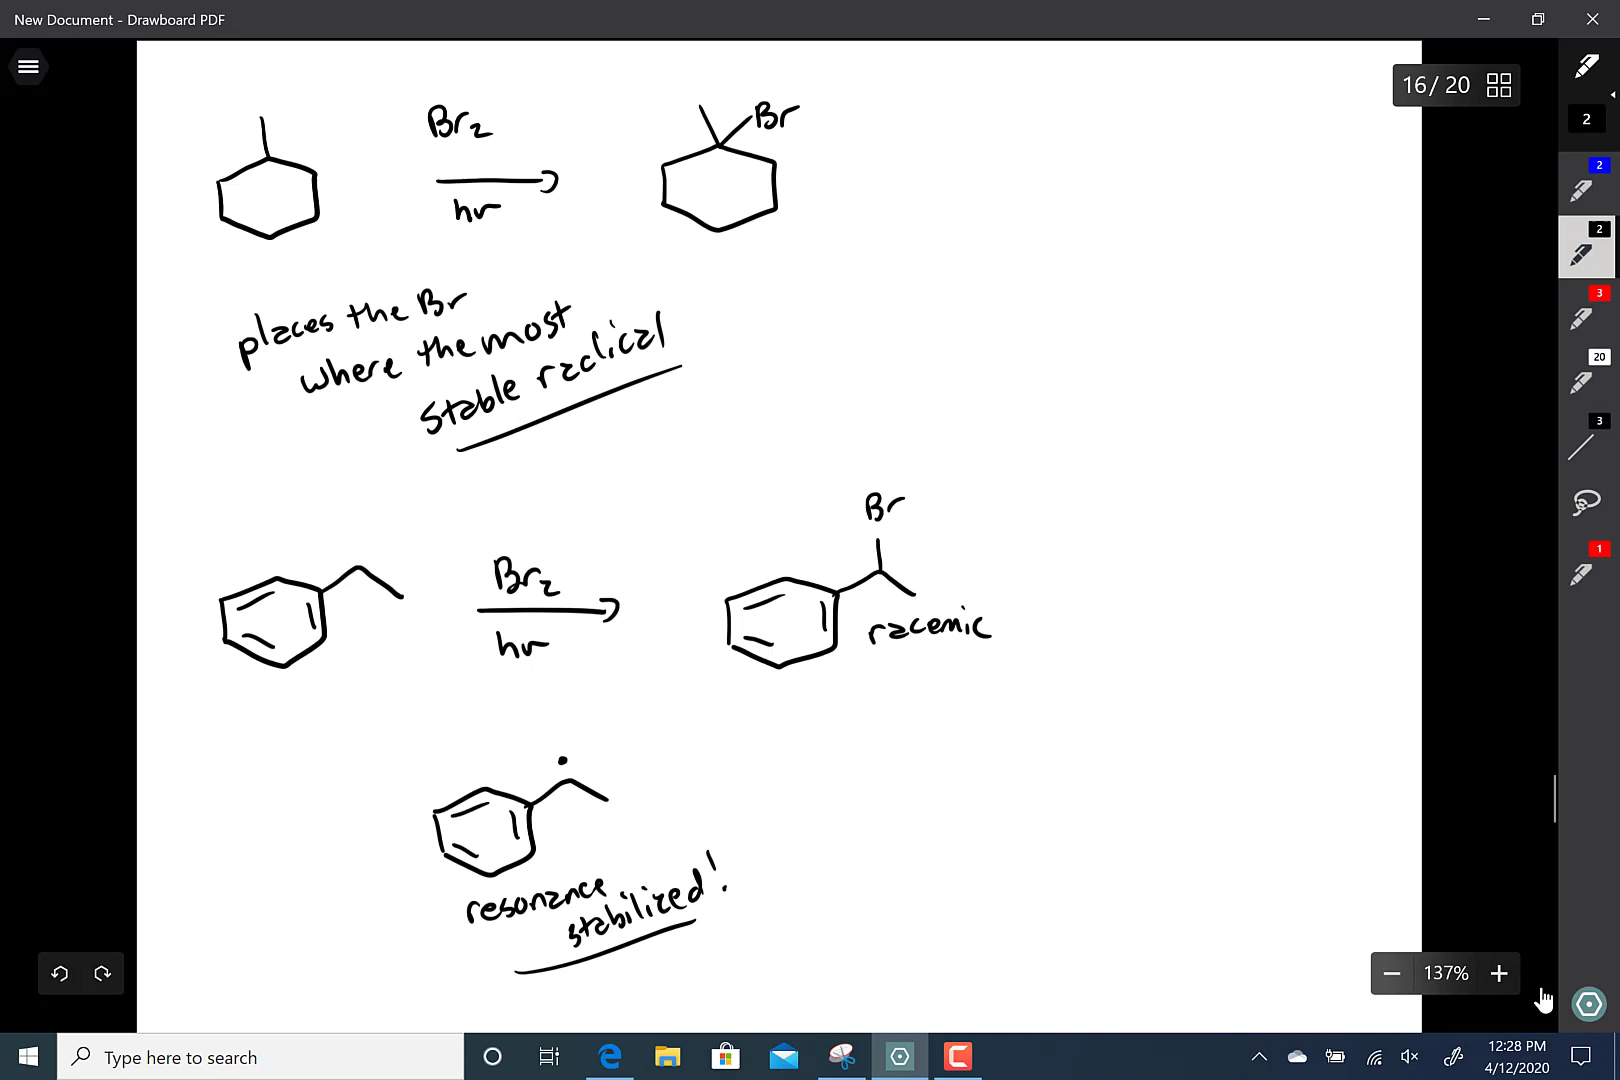 New Document - Drawboard PDF
16 / 20
2
2
2
3
20
3
1
Br2
hν
Br
places the Br
where the most
stable radical
Br2
hν
Br
racemic
resonance
stabilized!
137%
Type here to search
12:28 PM
4/12/2020